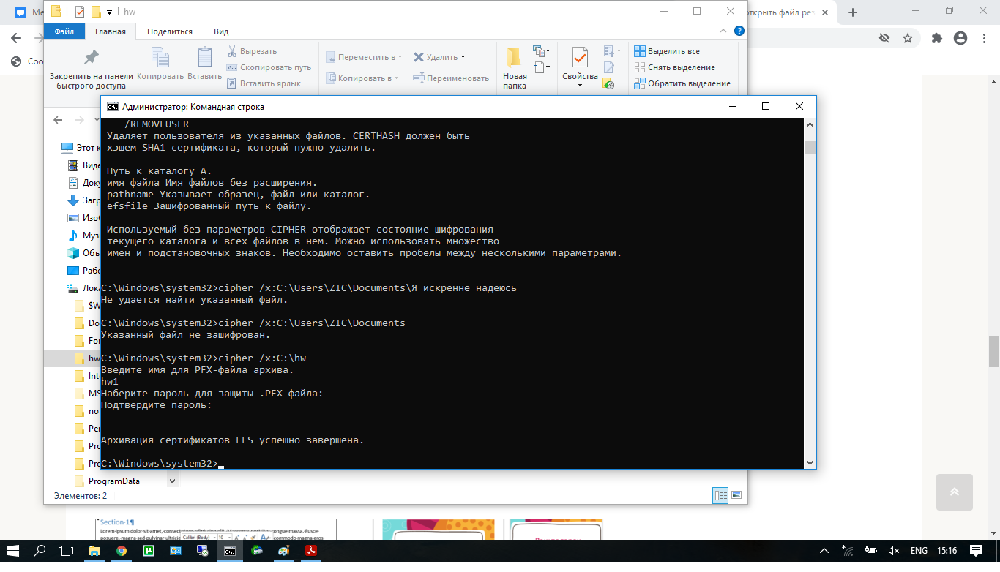 Me
hw
открыть файл рез
Файл
Главная
Поделиться
Вид
Coo
Закрепить на панели
быстрого доступа
Копировать
Вставить
Вырезать
Скопировать путь
Вставить ярлык
Переместить в
Копировать в
Удалить
Переименовать
Новая
папка
Свойства
Выделить все
Снять выделение
Обратить выделение
Администратор: Командная строка
/REMOVEUSER
Удаляет пользователя из указанных файлов. CERTHASH должен быть
хэшем SHA1 сертификата, который нужно удалить.
Путь к каталогу A.
имя файла Имя файлов без расширения.
pathname Указывает образец, файл или каталог.
efsfile Зашифрованный путь к файлу.
Используемый без параметров CIPHER отображает состояние шифрования
текущего каталога и всех файлов в нем. Можно использовать множество
имен и подстановочных знаков. Необходимо оставить пробелы между несколькими параметрами.
C:\Windows\system32>cipher /x:C:\Users\ZIC\Documents\Я искренне надеюсь
Не удается найти указанный файл.
C:\Windows\system32>cipher /x:C:\Users\ZIC\Documents
Указанный файл не зашифрован.
C:\Windows\system32>cipher /x:C:\hw
Введите имя для PFX-файла архива.
hw1
Наберите пароль для защиты .PFX файла:
Подтвердите пароль:
Архивация сертификатов EFS успешно завершена.
C:\Windows\system32>
Этот к
Виде
Доку
Загр
Изоб
Музы
Объ
Рабо
Лока
$W
Do
For
hw
Inte
MS
no
Per
Pro
Pro
ProgramData
Элементов: 2
Section·1¶
Lorem·ipsum·dolor·sit·amet,·consectetuer·adipiscing·elit.·Maecenas·porttitor·congue·massa.·Fusce·
posuere,·magna·sed·pulvinar·ultricie
Calibri (Body)
10
commodo·magna·eros·
ENG
15:16